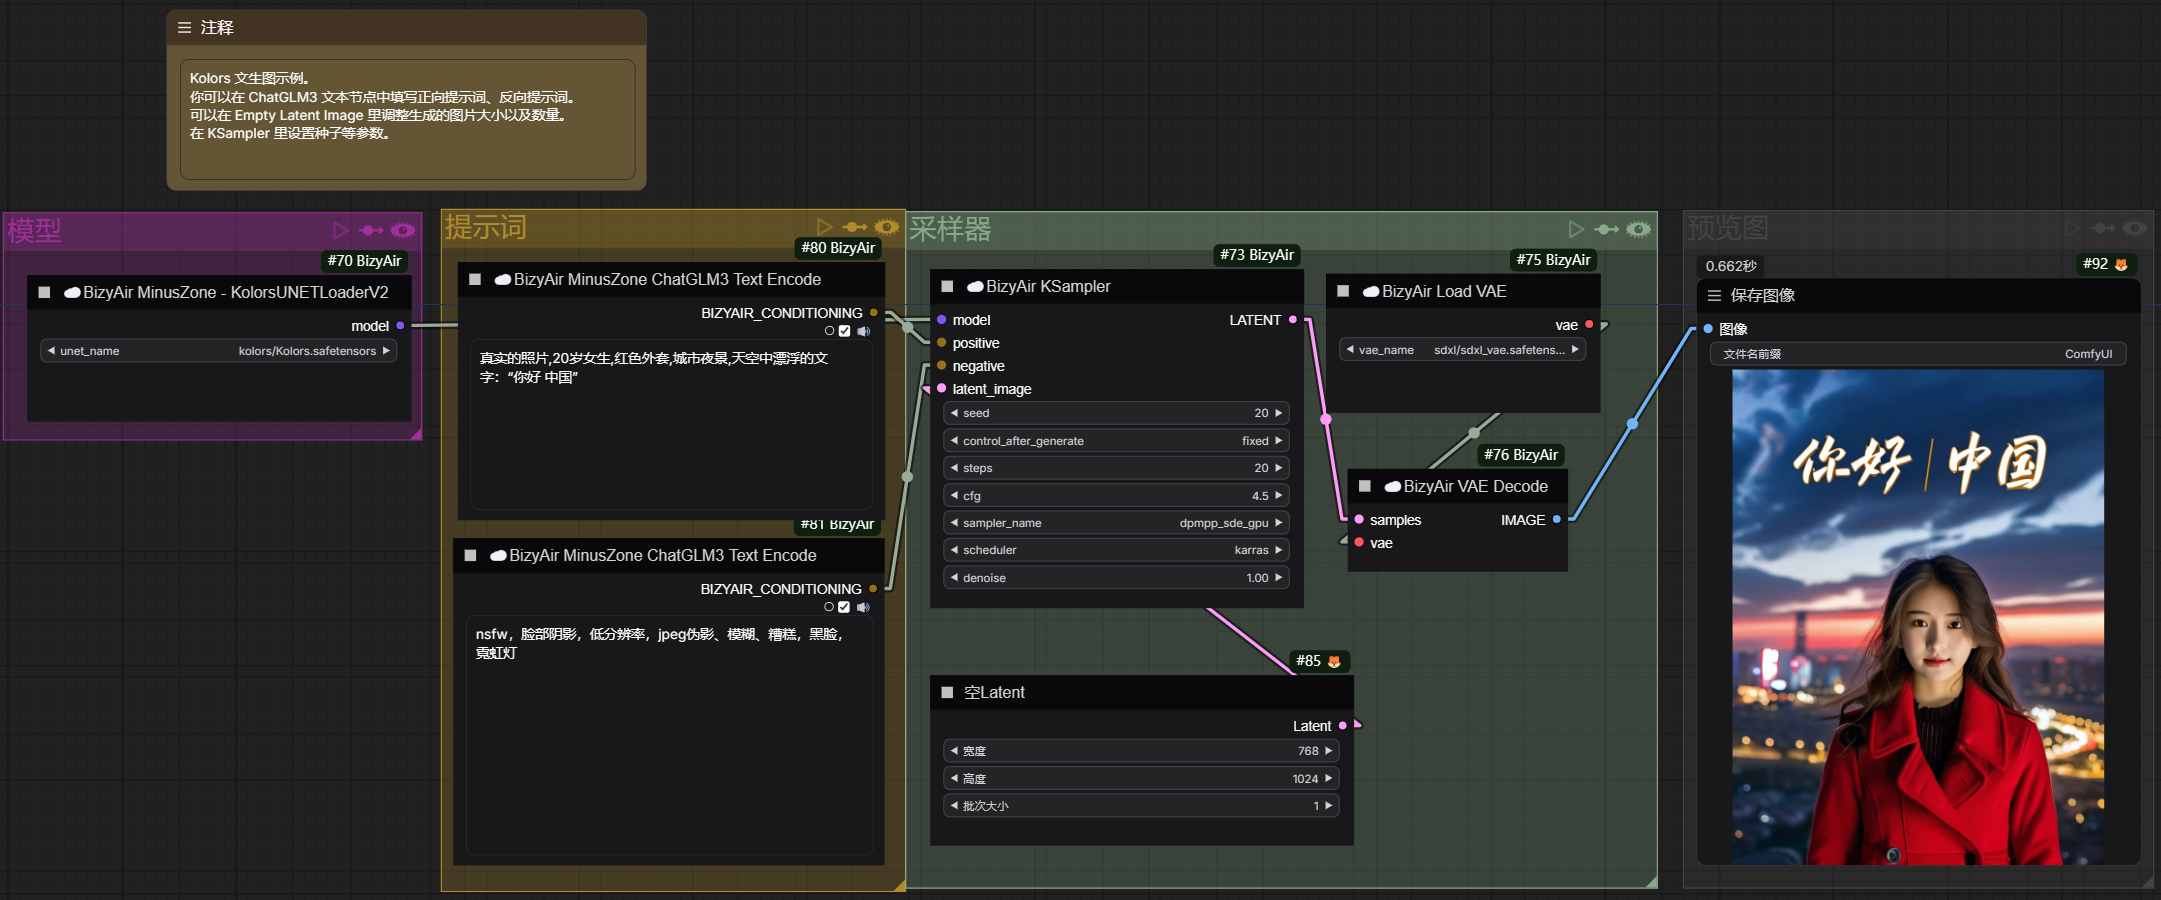 注释
Kolors 文生图示例。
你可以在 ChatGLM3 文本节点中填写正向提示词、反向提示词。
可以在 Empty Latent Image 里调整生成的图片大小以及数量。
在 KSampler 里设置种子等参数。
模型
#70 BizyAir
BizyAir MinusZone - KolorsUNETLoaderV2
model
unet_name kolors/Kolors.safetensors
提示词
#80 BizyAir
BizyAir MinusZone ChatGLM3 Text Encode
BIZYAIR_CONDITIONING
真实的照片,20岁女生,红色外套,城市夜景,天空中漂浮的文
字：“你好 中国”
#81 BizyAir
BizyAir MinusZone ChatGLM3 Text Encode
BIZYAIR_CONDITIONING
nsfw，脸部阴影，低分辨率，jpeg伪影、模糊、糟糕，黑脸，
霓虹灯
采样器
#73 BizyAir
BizyAir KSampler
model LATENT
positive
negative
latent_image
seed 20
control_after_generate fixed
steps 20
cfg 4.5
sampler_name dpmpp_sde_gpu
scheduler karras
denoise 1.00
#75 BizyAir
BizyAir Load VAE
vae
vae_name sdxl/sdxl_vae.safetens...
#76 BizyAir
BizyAir VAE Decode
samples IMAGE
vae
#85
空Latent
Latent
宽度 768
高度 1024
批次大小 1
预览图
0.662秒
#92
保存图像
图像
文件名前缀 ComfyUI
你好 | 中国